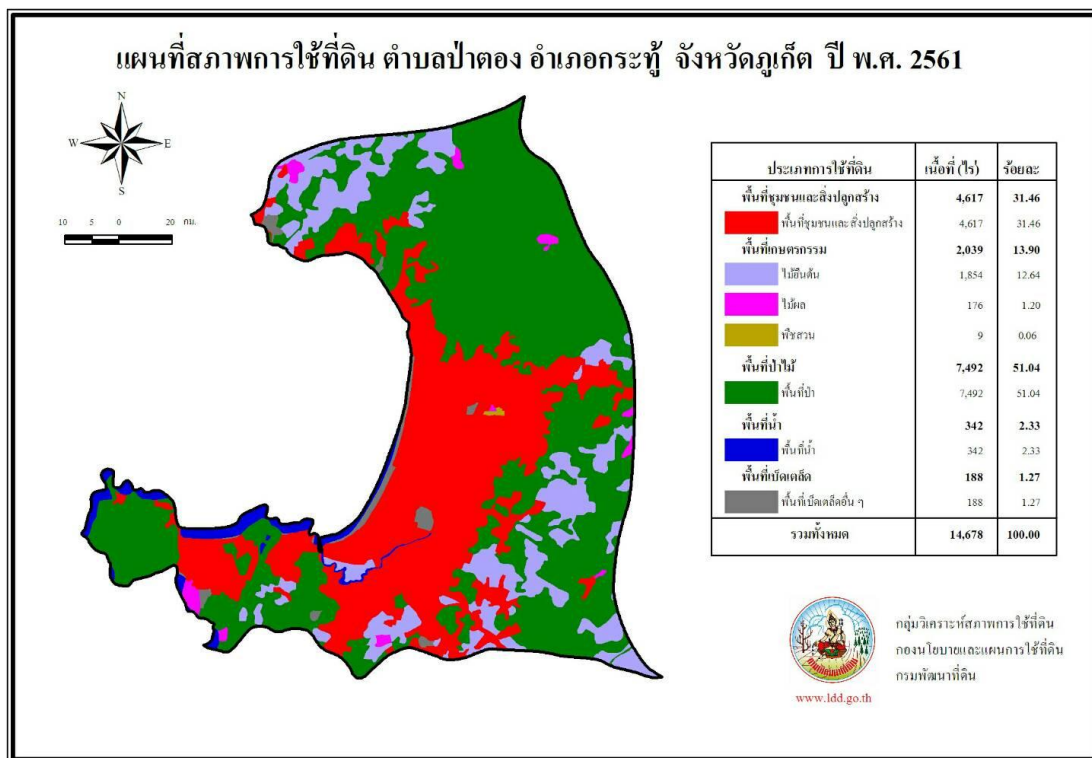 แผนที่สภาพการใช้ที่ดิน ตำบลป่าตอง อำเภอกระทู้ จังหวัดภูเก็ต ปี พ.ศ. 2561
N
W E
S
10 5 0 10 20 กม.
ประเภทการใช้ที่ดิน เนื้อที่ (ไร่) ร้อยละ
พื้นที่ชุมชนและสิ่งปลูกสร้าง 4,617 31.46
พื้นที่ชุมชนและสิ่งปลูกสร้าง 4,617 31.46
พื้นที่เกษตรกรรม 2,039 13.90
ไม้ยืนต้น 1,854 12.64
ไม้ผล 176 1.20
พืชสวน 9 0.06
พื้นที่ป่าไม้ 7,492 51.04
พื้นที่ป่า 7,492 51.04
พื้นที่น้ำ 342 2.33
พื้นที่น้ำ 342 2.33
พื้นที่เบ็ดเตล็ด 188 1.27
พื้นที่เบ็ดเตล็ดอื่น ๆ 188 1.27
รวมทั้งหมด 14,678 100.00
กลุ่มวิเคราะห์สภาพการใช้ที่ดิน
กองนโยบายและแผนการใช้ที่ดิน
กรมพัฒนาที่ดิน
www.ldd.go.th